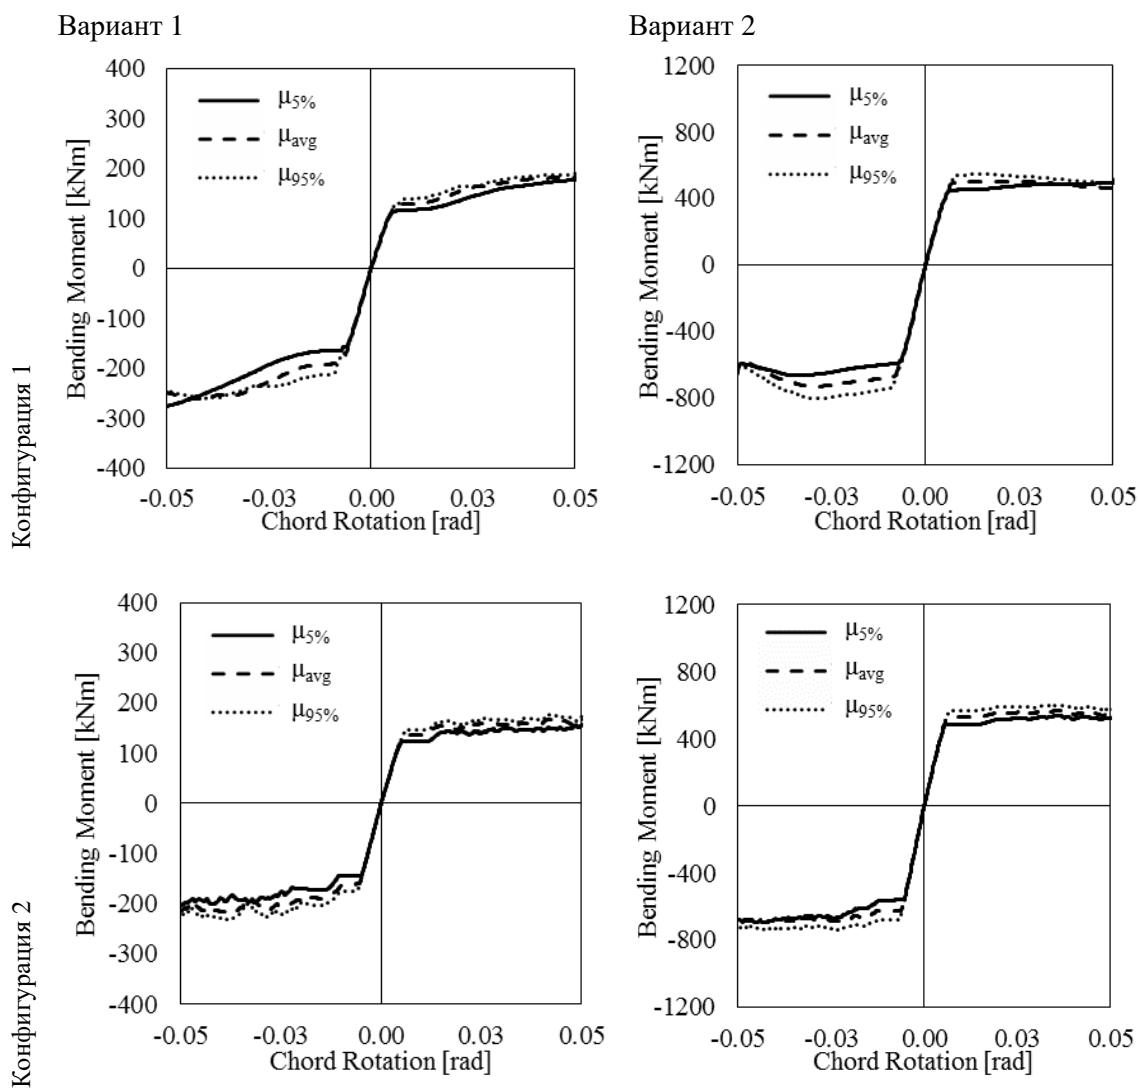 Вариант 1
Вариант 2
Конфигурация 1
Bending Moment [kNm]
400
300
200
100
0
-100
-200
-300
-400
μ5%
μavg
μ95%
-0.05 -0.03 0.00 0.03 0.05
Chord Rotation [rad]
Bending Moment [kNm]
1200
800
400
0
-400
-800
-1200
μ5%
μavg
μ95%
-0.05 -0.03 0.00 0.03 0.05
Chord Rotation [rad]
Конфигурация 2
Bending Moment [kNm]
400
300
200
100
0
-100
-200
-300
-400
μ5%
μavg
μ95%
-0.05 -0.03 0.00 0.03 0.05
Chord Rotation [rad]
Bending Moment [kNm]
1200
800
400
0
-400
-800
-1200
μ5%
μavg
μ95%
-0.05 -0.03 0.00 0.03 0.05
Chord Rotation [rad]